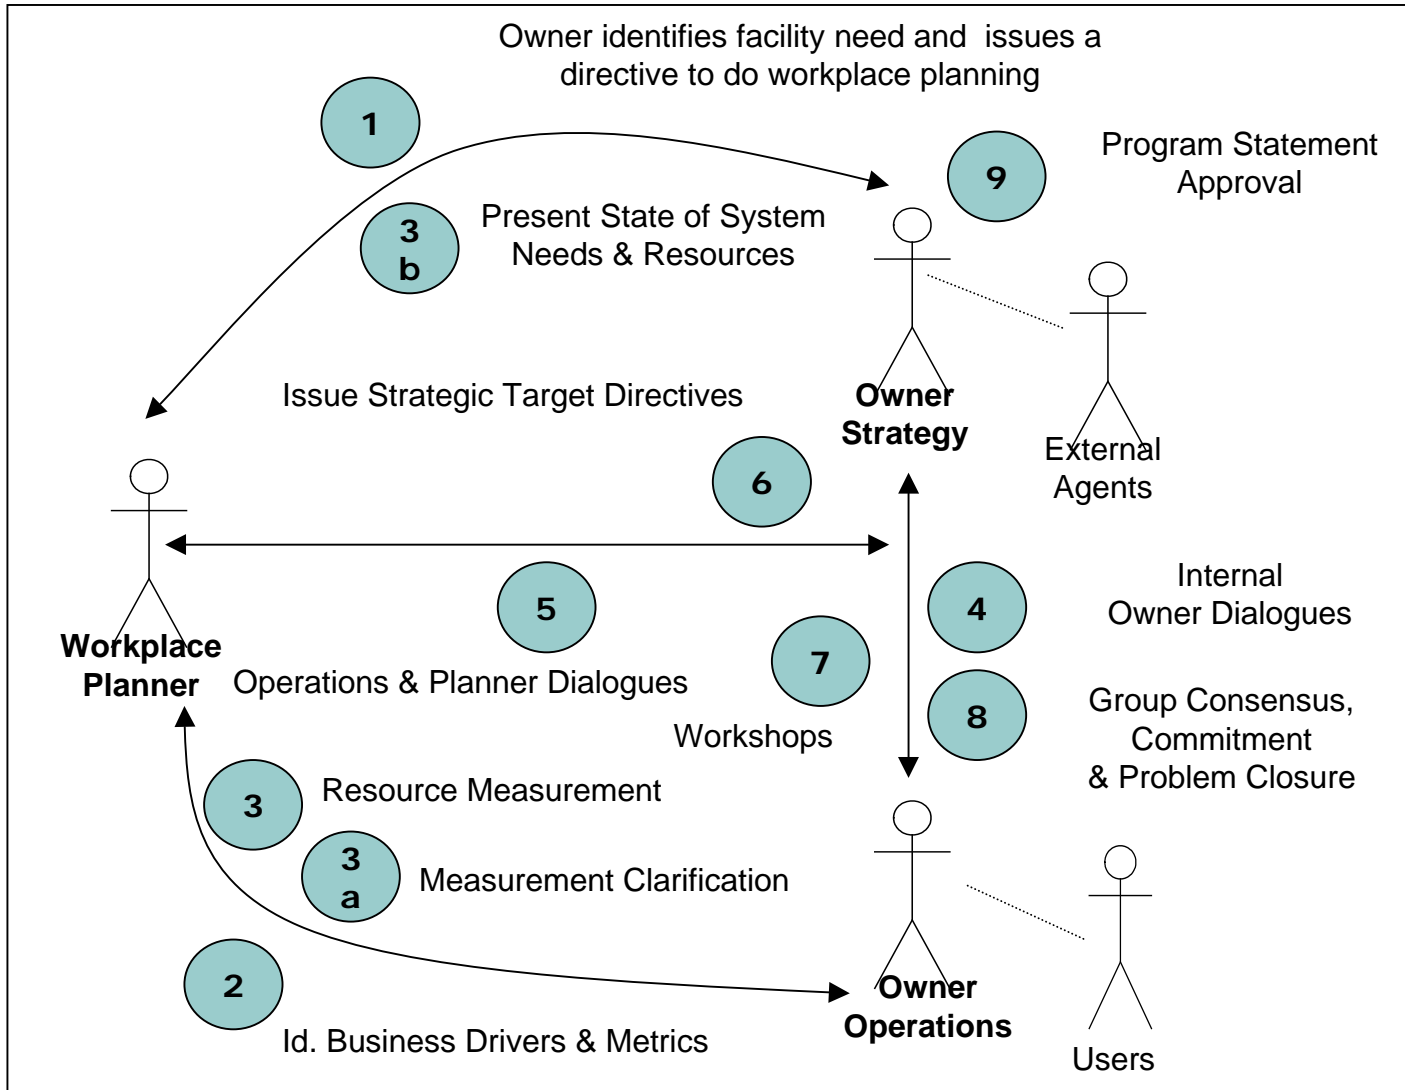 Owner identifies facility need and issues a
directive to do workplace planning
1
9
Program Statement
Approval
3
b
Present State of System
Needs & Resources
Issue Strategic Target Directives
Owner
Strategy
External
Agents
6
5
4
Internal
Owner Dialogues
Workplace
Planner
Operations & Planner Dialogues
7
Workshops
8
Group Consensus,
Commitment
& Problem Closure
3
Resource Measurement
3
a
Measurement Clarification
2
Id. Business Drivers & Metrics
Owner
Operations
Users